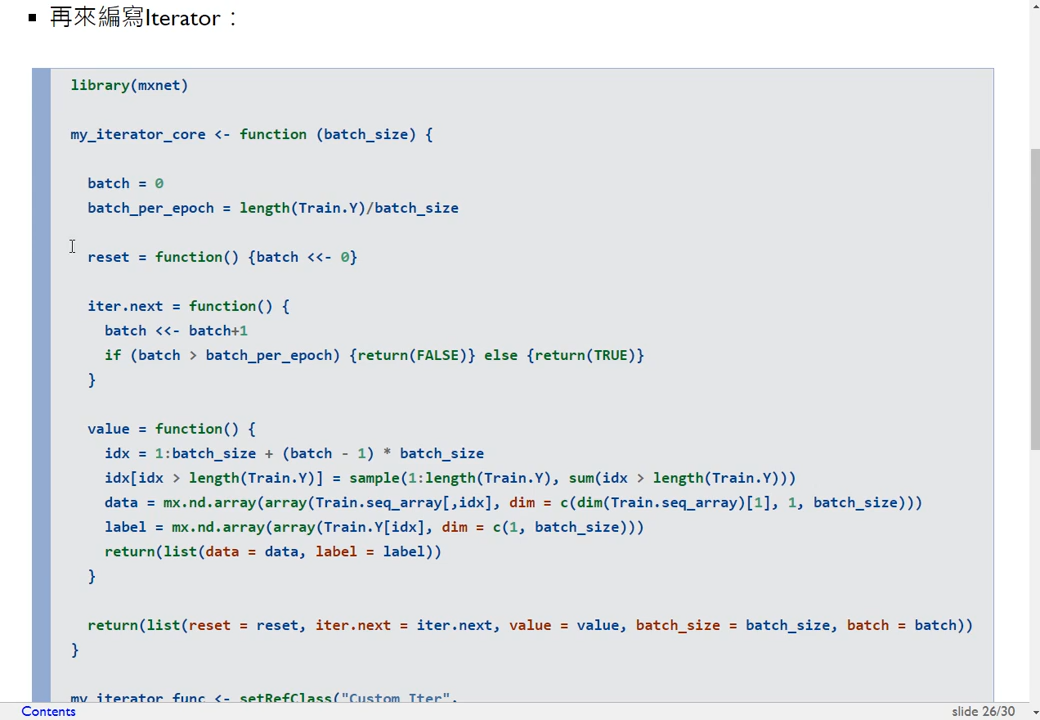 ▪ 再來編寫Iterator：
library(mxnet)
my_iterator_core <- function (batch_size) {
batch = 0
batch_per_epoch = length(Train.Y)/batch_size
reset = function() {batch <<- 0}
iter.next = function() {
batch <<- batch+1
if (batch > batch_per_epoch) {return(FALSE)} else {return(TRUE)}
}
value = function() {
idx = 1:batch_size + (batch - 1) * batch_size
idx[idx > length(Train.Y)] = sample(1:length(Train.Y), sum(idx > length(Train.Y)))
data = mx.nd.array(array(Train.seq_array[,idx], dim = c(dim(Train.seq_array)[1], 1, batch_size)))
label = mx.nd.array(array(Train.Y[idx], dim = c(1, batch_size)))
return(list(data = data, label = label))
}
return(list(reset = reset, iter.next = iter.next, value = value, batch_size = batch_size, batch = batch))
}
my_iterator_func <- setRefClass("Custom_Iter",
Contents
slide 26/30